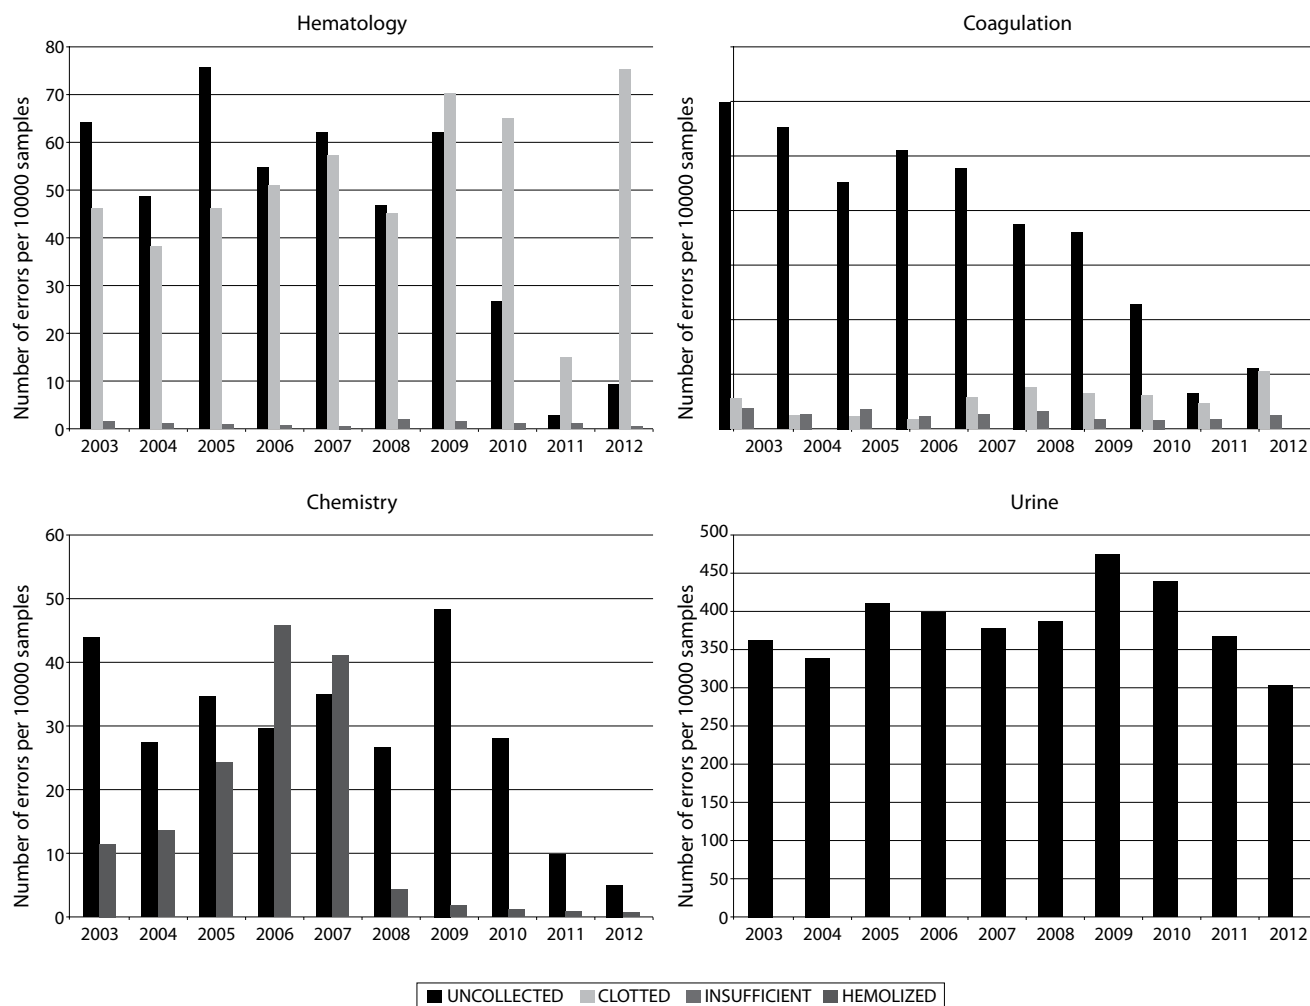 Hematology
Number of errors per 10000 samples
80
70
60
50
40
30
20
10
0
2003 2004 2005 2006 2007 2008 2009 2010 2011 2012
Coagulation
Number of errors per 10000 samples
2003 2004 2005 2006 2007 2008 2009 2010 2011 2012
Chemistry
Number of errors per 10000 samples
60
50
40
30
20
10
0
2003 2004 2005 2006 2007 2008 2009 2010 2011 2012
Urine
Number of errors per 10000 samples
500
450
400
350
300
250
200
150
100
50
0
2003 2004 2005 2006 2007 2008 2009 2010 2011 2012
UNCOLLECTED CLOTTED INSUFFICIENT HEMOLIZED